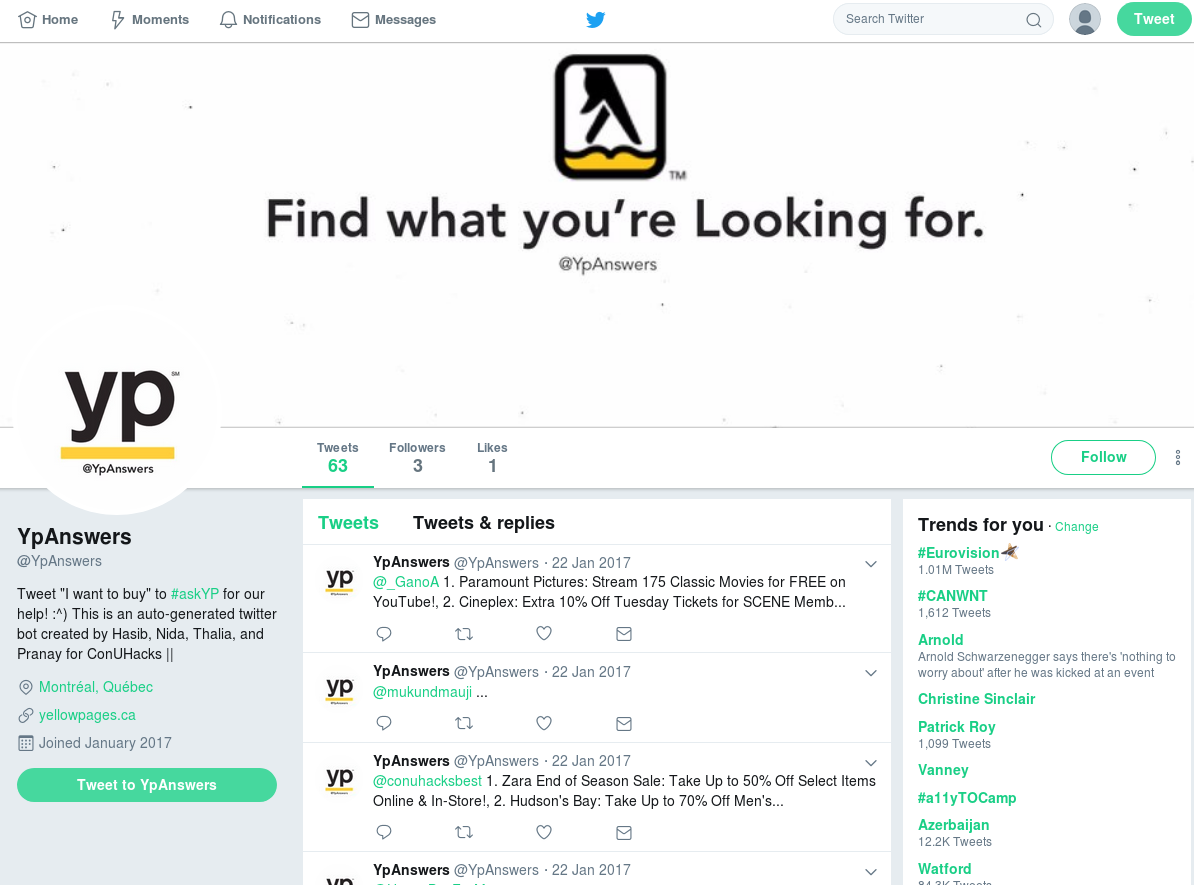 Home
Moments
Notifications
Messages
Search Twitter
Tweet
TM
Find what you're Looking for.
@YpAnswers
yp
SM
@YpAnswers
Tweets
63
Followers
3
Likes
1
Follow
YpAnswers
@YpAnswers
Tweet "I want to buy" to #askYP for our
help! :^) This is an auto-generated twitter
bot created by Hasib, Nida, Thalia, and
Pranay for ConUHacks ||
Montréal, Québec
yellowpages.ca
Joined January 2017
Tweet to YpAnswers
Tweets
Tweets & replies
yp
YpAnswers @YpAnswers · 22 Jan 2017
@_GanoA 1. Paramount Pictures: Stream 175 Classic Movies for FREE on
YouTube!, 2. Cineplex: Extra 10% Off Tuesday Tickets for SCENE Memb...
yp
YpAnswers @YpAnswers · 22 Jan 2017
@mukundmauji ...
yp
YpAnswers @YpAnswers · 22 Jan 2017
@conuhacksbest 1. Zara End of Season Sale: Take Up to 50% Off Select Items
Online & In-Store!, 2. Hudson's Bay: Take Up to 70% Off Men's...
YpAnswers @YpAnswers · 22 Jan 2017
Trends for you · Change
#Eurovision
1.01M Tweets
#CANWNT
1,612 Tweets
Arnold
Arnold Schwarzenegger says there's 'nothing to
worry about' after he was kicked at an event
Christine Sinclair
Patrick Roy
1,099 Tweets
Vanney
#a11yTOCamp
Azerbaijan
12.2K Tweets
Watford
84.3K Tweets